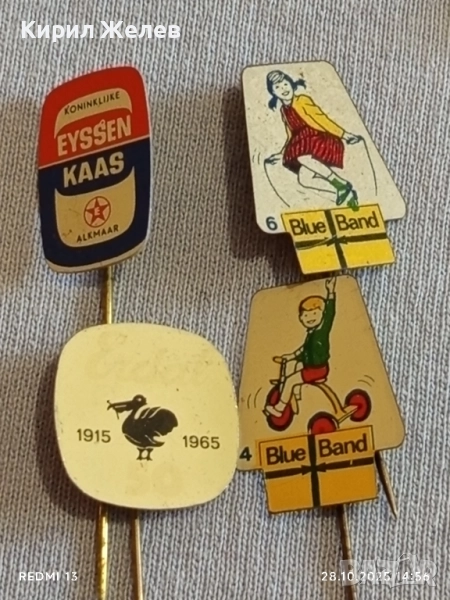 Кирил Желев
KONINKLIJKE
EYSSEN
KAAS
ALKMAAR
6
Blue Band
1915 1965
4
Blue Band
REDMI 13
28.10.2025 14:56